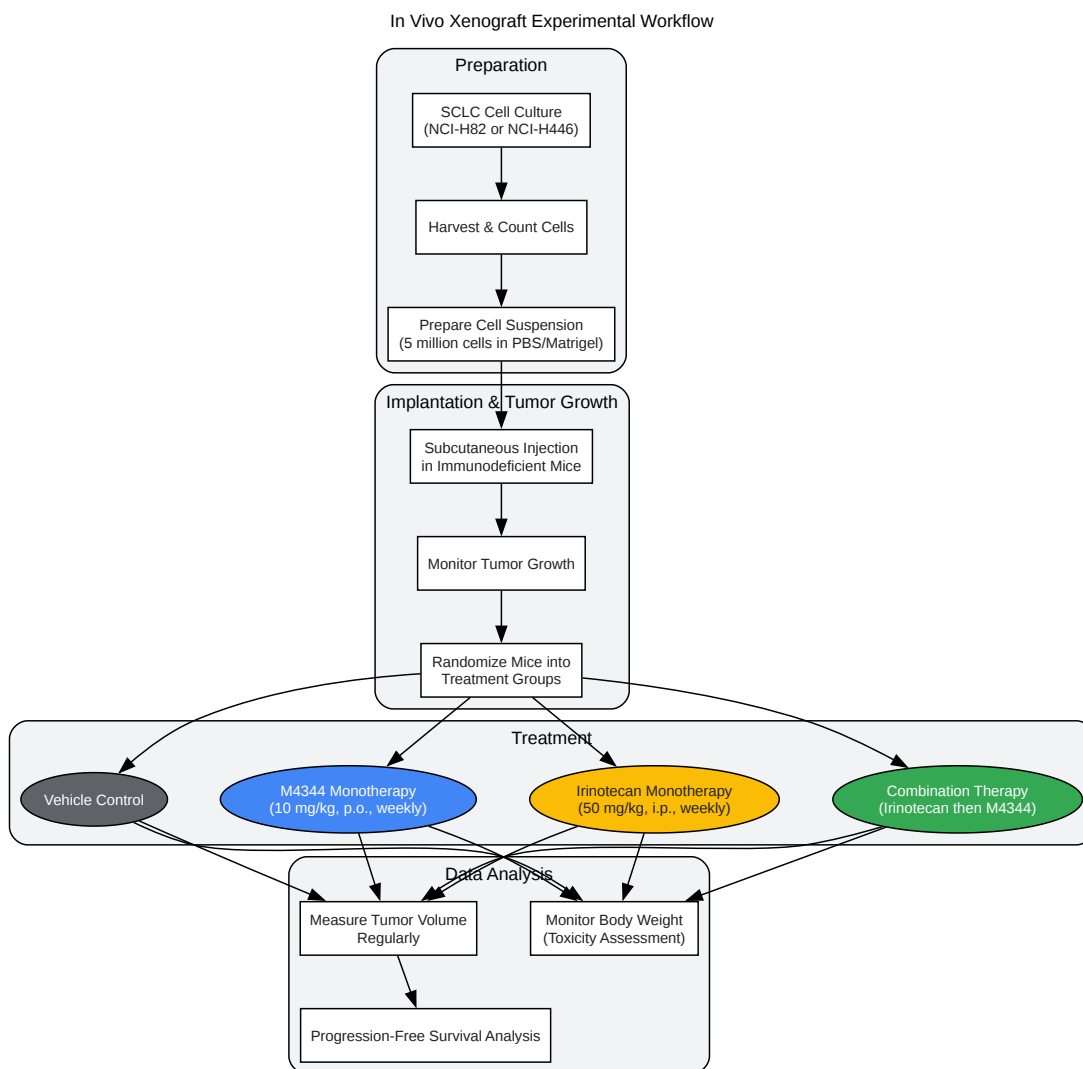 In Vivo Xenograft Experimental Workflow
Preparation
SCLC Cell Culture
(NCI-H82 or NCI-H446)
Harvest & Count Cells
Prepare Cell Suspension
(5 million cells in PBS/Matrigel)
Implantation & Tumor Growth
Subcutaneous Injection
in Immunodeficient Mice
Monitor Tumor Growth
Randomize Mice into
Treatment Groups
Treatment
Vehicle Control
M4344 Monotherapy
(10 mg/kg, p.o., weekly)
Irinotecan Monotherapy
(50 mg/kg, i.p., weekly)
Combination Therapy
(Irinotecan then M4344)
Data Analysis
Measure Tumor Volume
Regularly
Monitor Body Weight
(Toxicity Assessment)
Progression-Free Survival Analysis